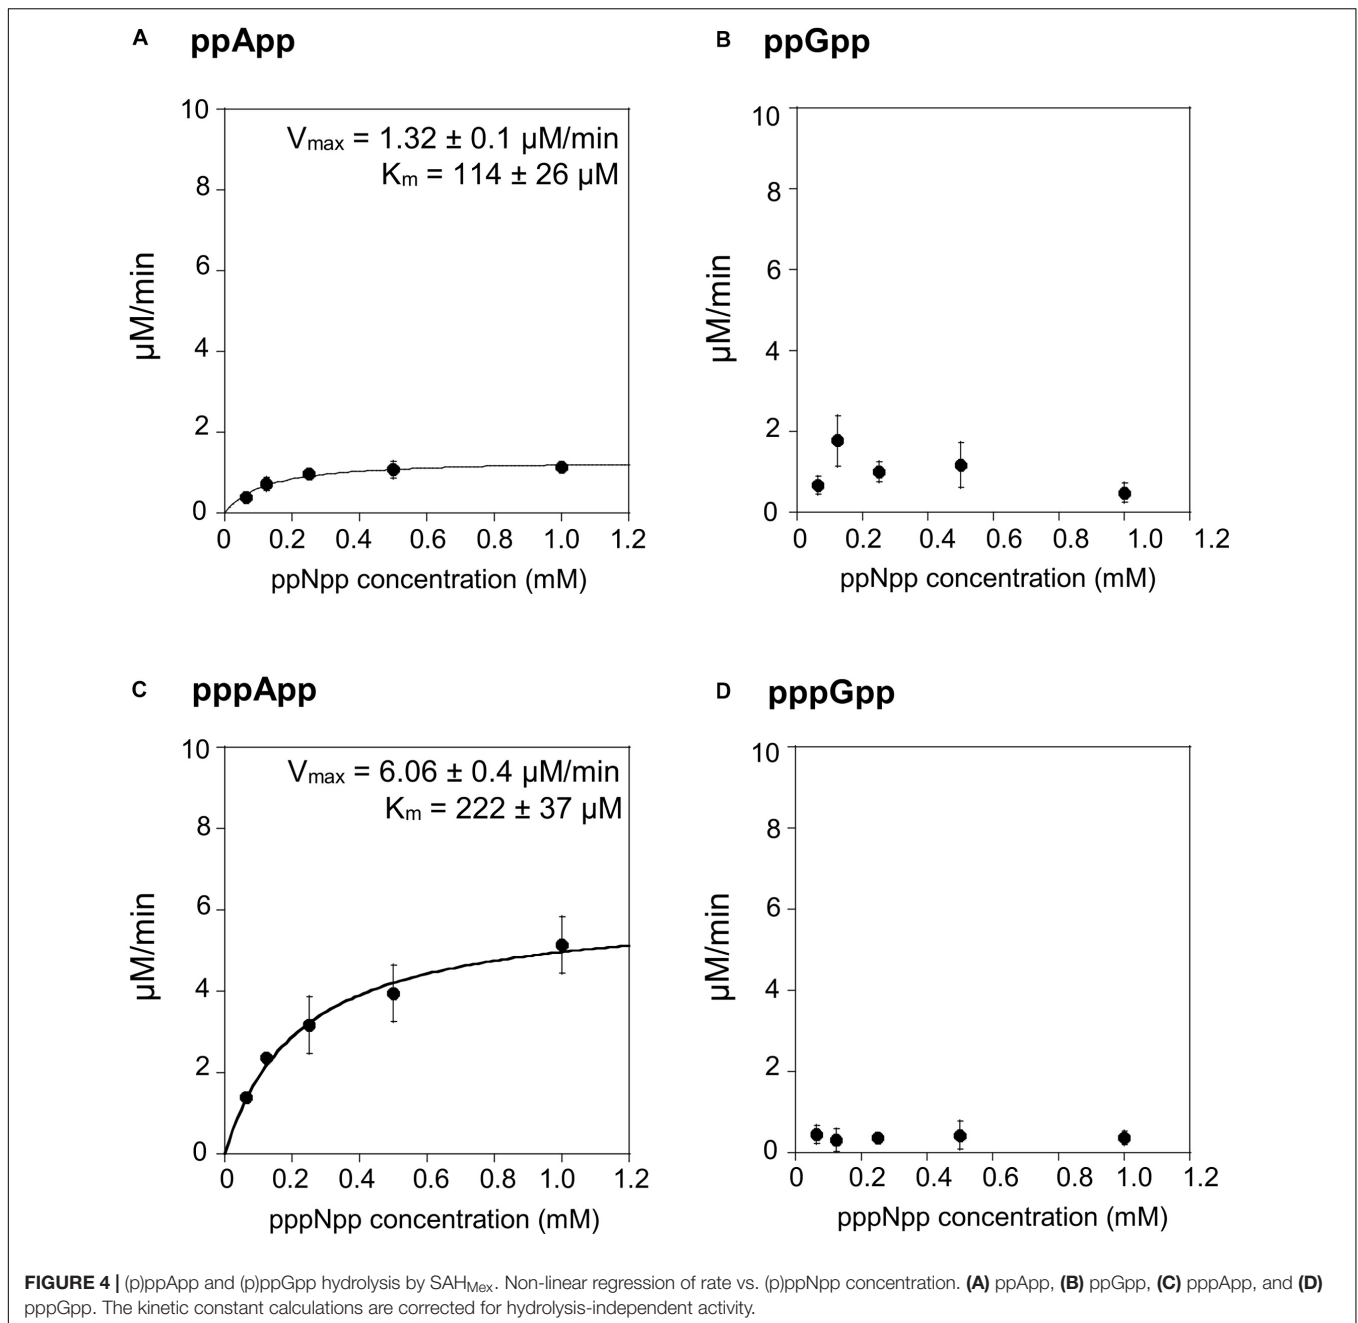 A ppApp
10
8
6
4
2
0
µM/min
V_max = 1.32 ± 0.1 µM/min
K_m = 114 ± 26 µM
0 0.2 0.4 0.6 0.8 1.0 1.2
ppNpp concentration (mM)
B ppGpp
10
8
6
4
2
0
µM/min
0 0.2 0.4 0.6 0.8 1.0 1.2
ppNpp concentration (mM)
C pppApp
10
8
6
4
2
0
µM/min
V_max = 6.06 ± 0.4 µM/min
K_m = 222 ± 37 µM
0 0.2 0.4 0.6 0.8 1.0 1.2
pppNpp concentration (mM)
D pppGpp
10
8
6
4
2
0
µM/min
0 0.2 0.4 0.6 0.8 1.0 1.2
pppNpp concentration (mM)
FIGURE 4 | (p)ppApp and (p)ppGpp hydrolysis by SAH_Mex. Non-linear regression of rate vs. (p)ppNpp concentration. (A) ppApp, (B) ppGpp, (C) pppApp, and (D)
pppGpp. The kinetic constant calculations are corrected for hydrolysis-independent activity.